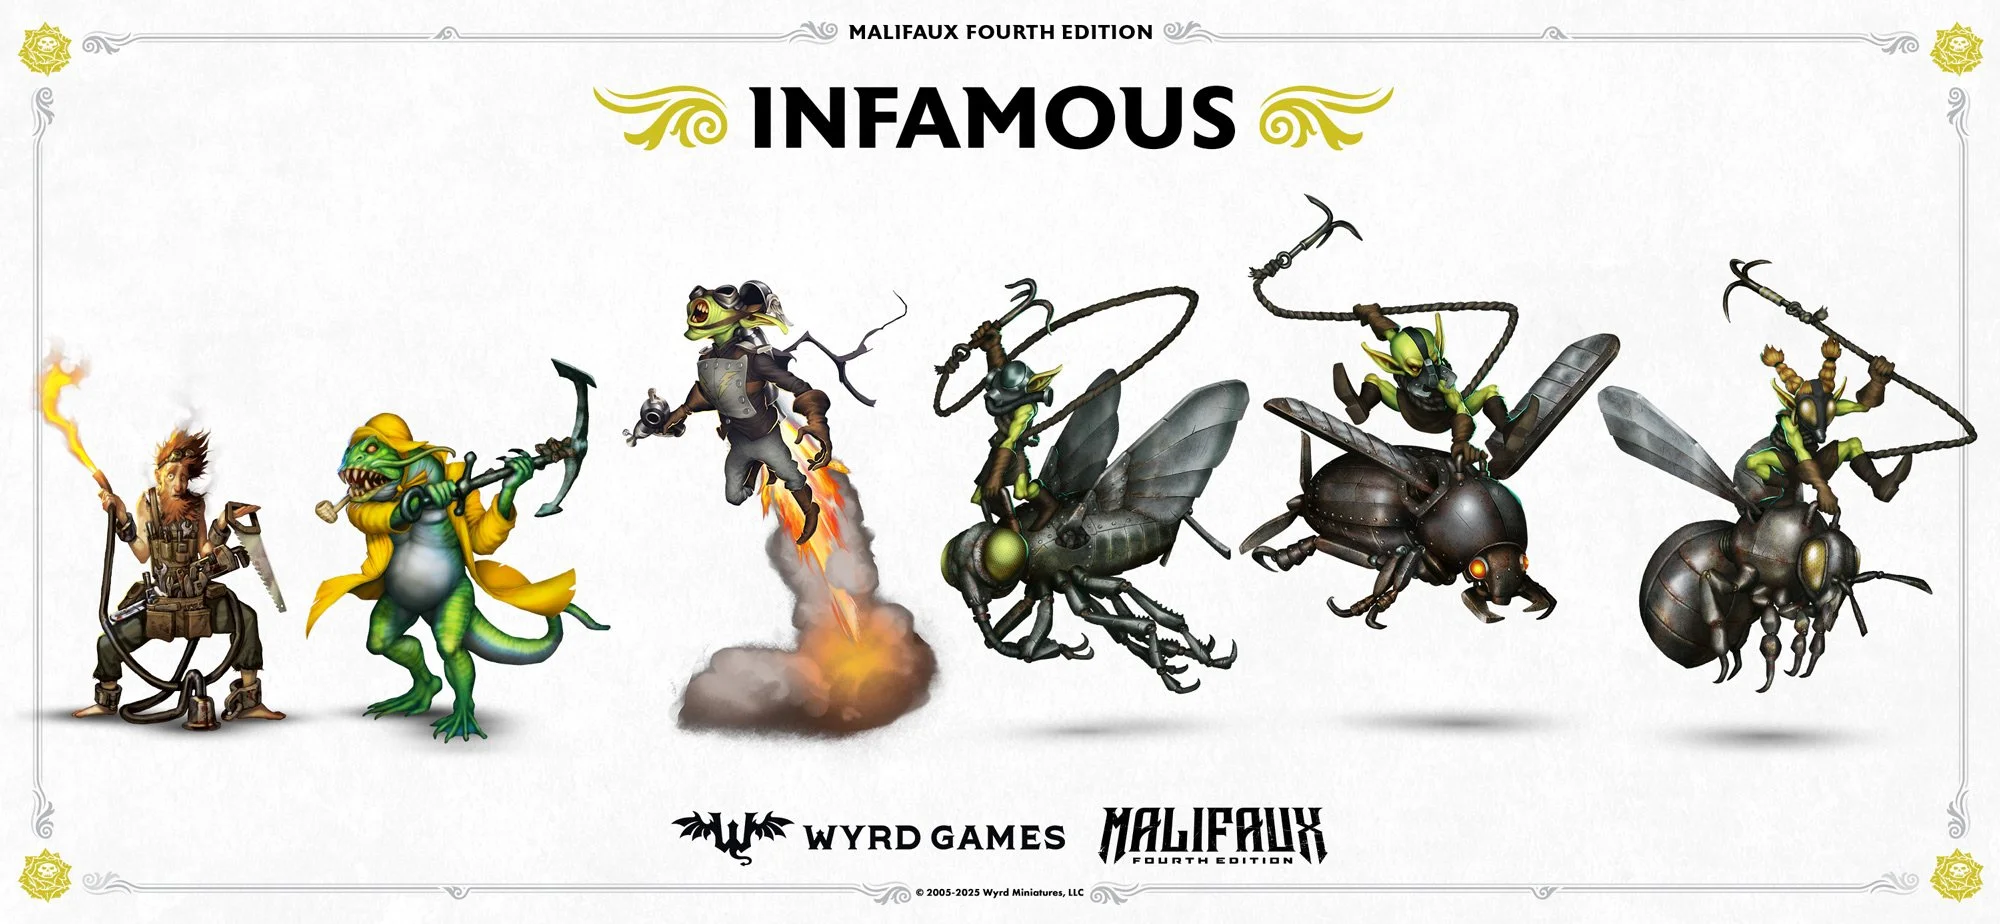 MALIFAUX FOURTH EDITION
INFAMOUS
WYRD GAMES
MALIFAUX
FOURTH EDITION
© 2005-2025 Wyrd Miniatures, LLC